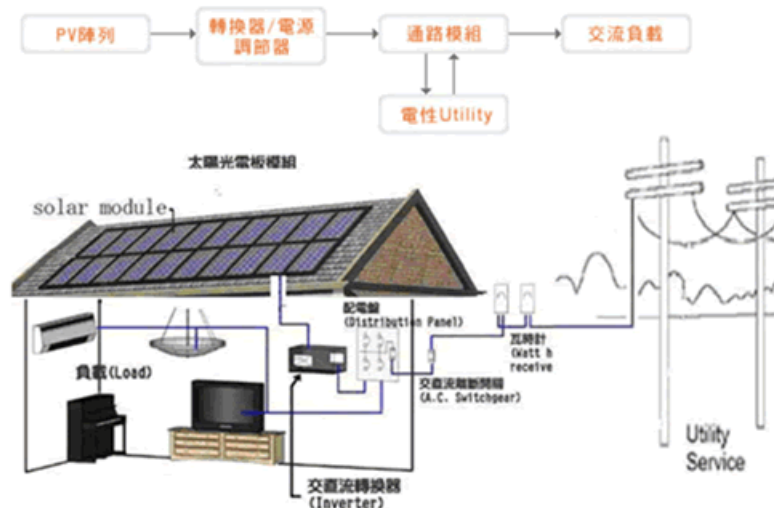 PV陣列
轉換器/電源
調節器
通路模組
交流負載
電性Utility
太陽光電板模組
solar module
配電盤
(Distribution Panel)
瓦時計
(Watt h
receive
負載(Load)
交直流離斷開關
(A.C. Switchgear)
Utility
Service
交直流轉換器
(Inverter)